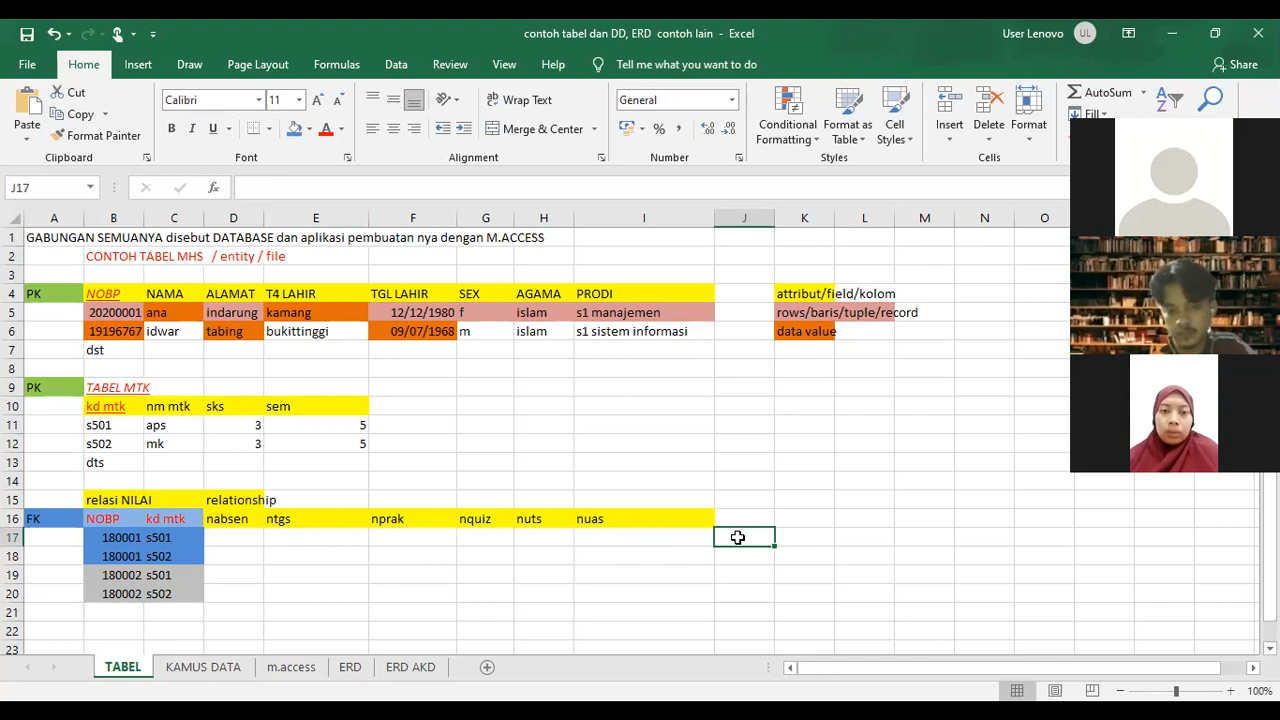 contoh tabel dan DD, ERD contoh lain - Excel
User Lenovo
UL
File Home Insert Draw Page Layout Formulas Data Review View Help Tell me what you want to do Share
Paste
Cut
Copy
Format Painter
Clipboard
Calibri 11
B I U
Font
Wrap Text
Merge & Center
Alignment
General
Number
Conditional Formatting
Format as Table
Cell Styles
Styles
Insert
Delete
Format
Cells
AutoSum
Fill
J17
fx
A B C D E F G H I J K L M N O
1 GABUNGAN SEMUANYA disebut DATABASE dan aplikasi pembuatan nya dengan M.ACCESS
2 CONTOH TABEL MHS / entity / file
3
4 PK NOBP NAMA ALAMAT T4 LAHIR TGL LAHIR SEX AGAMA PRODI attribut/field/kolom
5 20200001 ana indarung kamang 12/12/1980 f islam s1 manajemen rows/baris/tuple/record
6 19196767 idwar tabing bukittinggi 09/07/1968 m islam s1 sistem informasi data value
7 dst
8
9 PK TABEL MTK
10 kd mtk nm mtk sks sem
11 s501 aps 3 5
12 s502 mk 3 5
13 dts
14
15 relasi NILAI relationship
16 FK NOBP kd mtk nabsen ntgs nprak nquiz nuts nuas
17 180001 s501
18 180001 s502
19 180002 s501
20 180002 s502
21
22
23
TABEL KAMUS DATA m.access ERD ERD AKD
100%